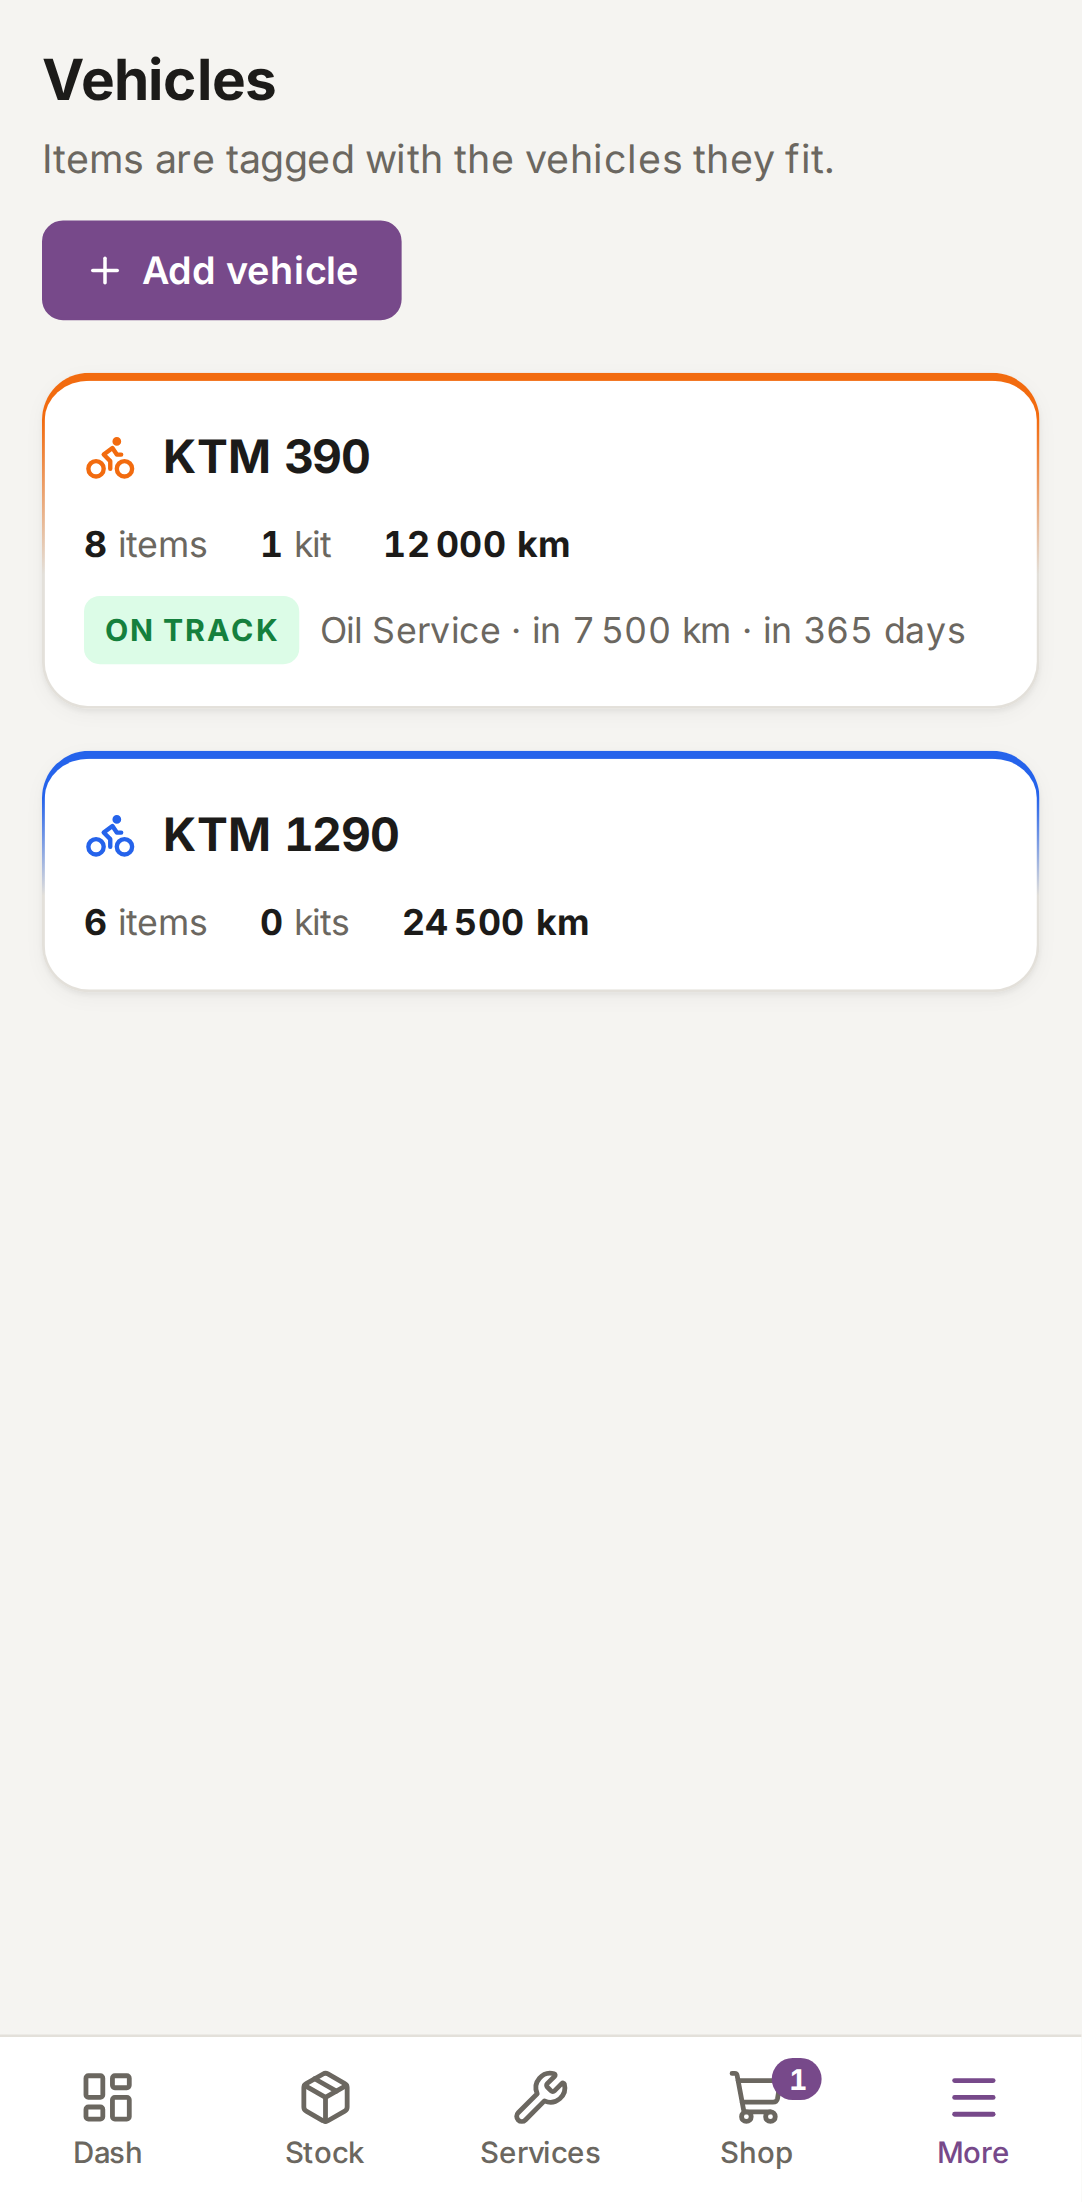 Vehicles
Items are tagged with the vehicles they fit.
Add vehicle
KTM 390
8 items 1 kit 12 000 km
ON TRACK Oil Service · in 7 500 km · in 365 days
KTM 1290
6 items 0 kits 24 500 km
1
Dash Stock Services Shop More